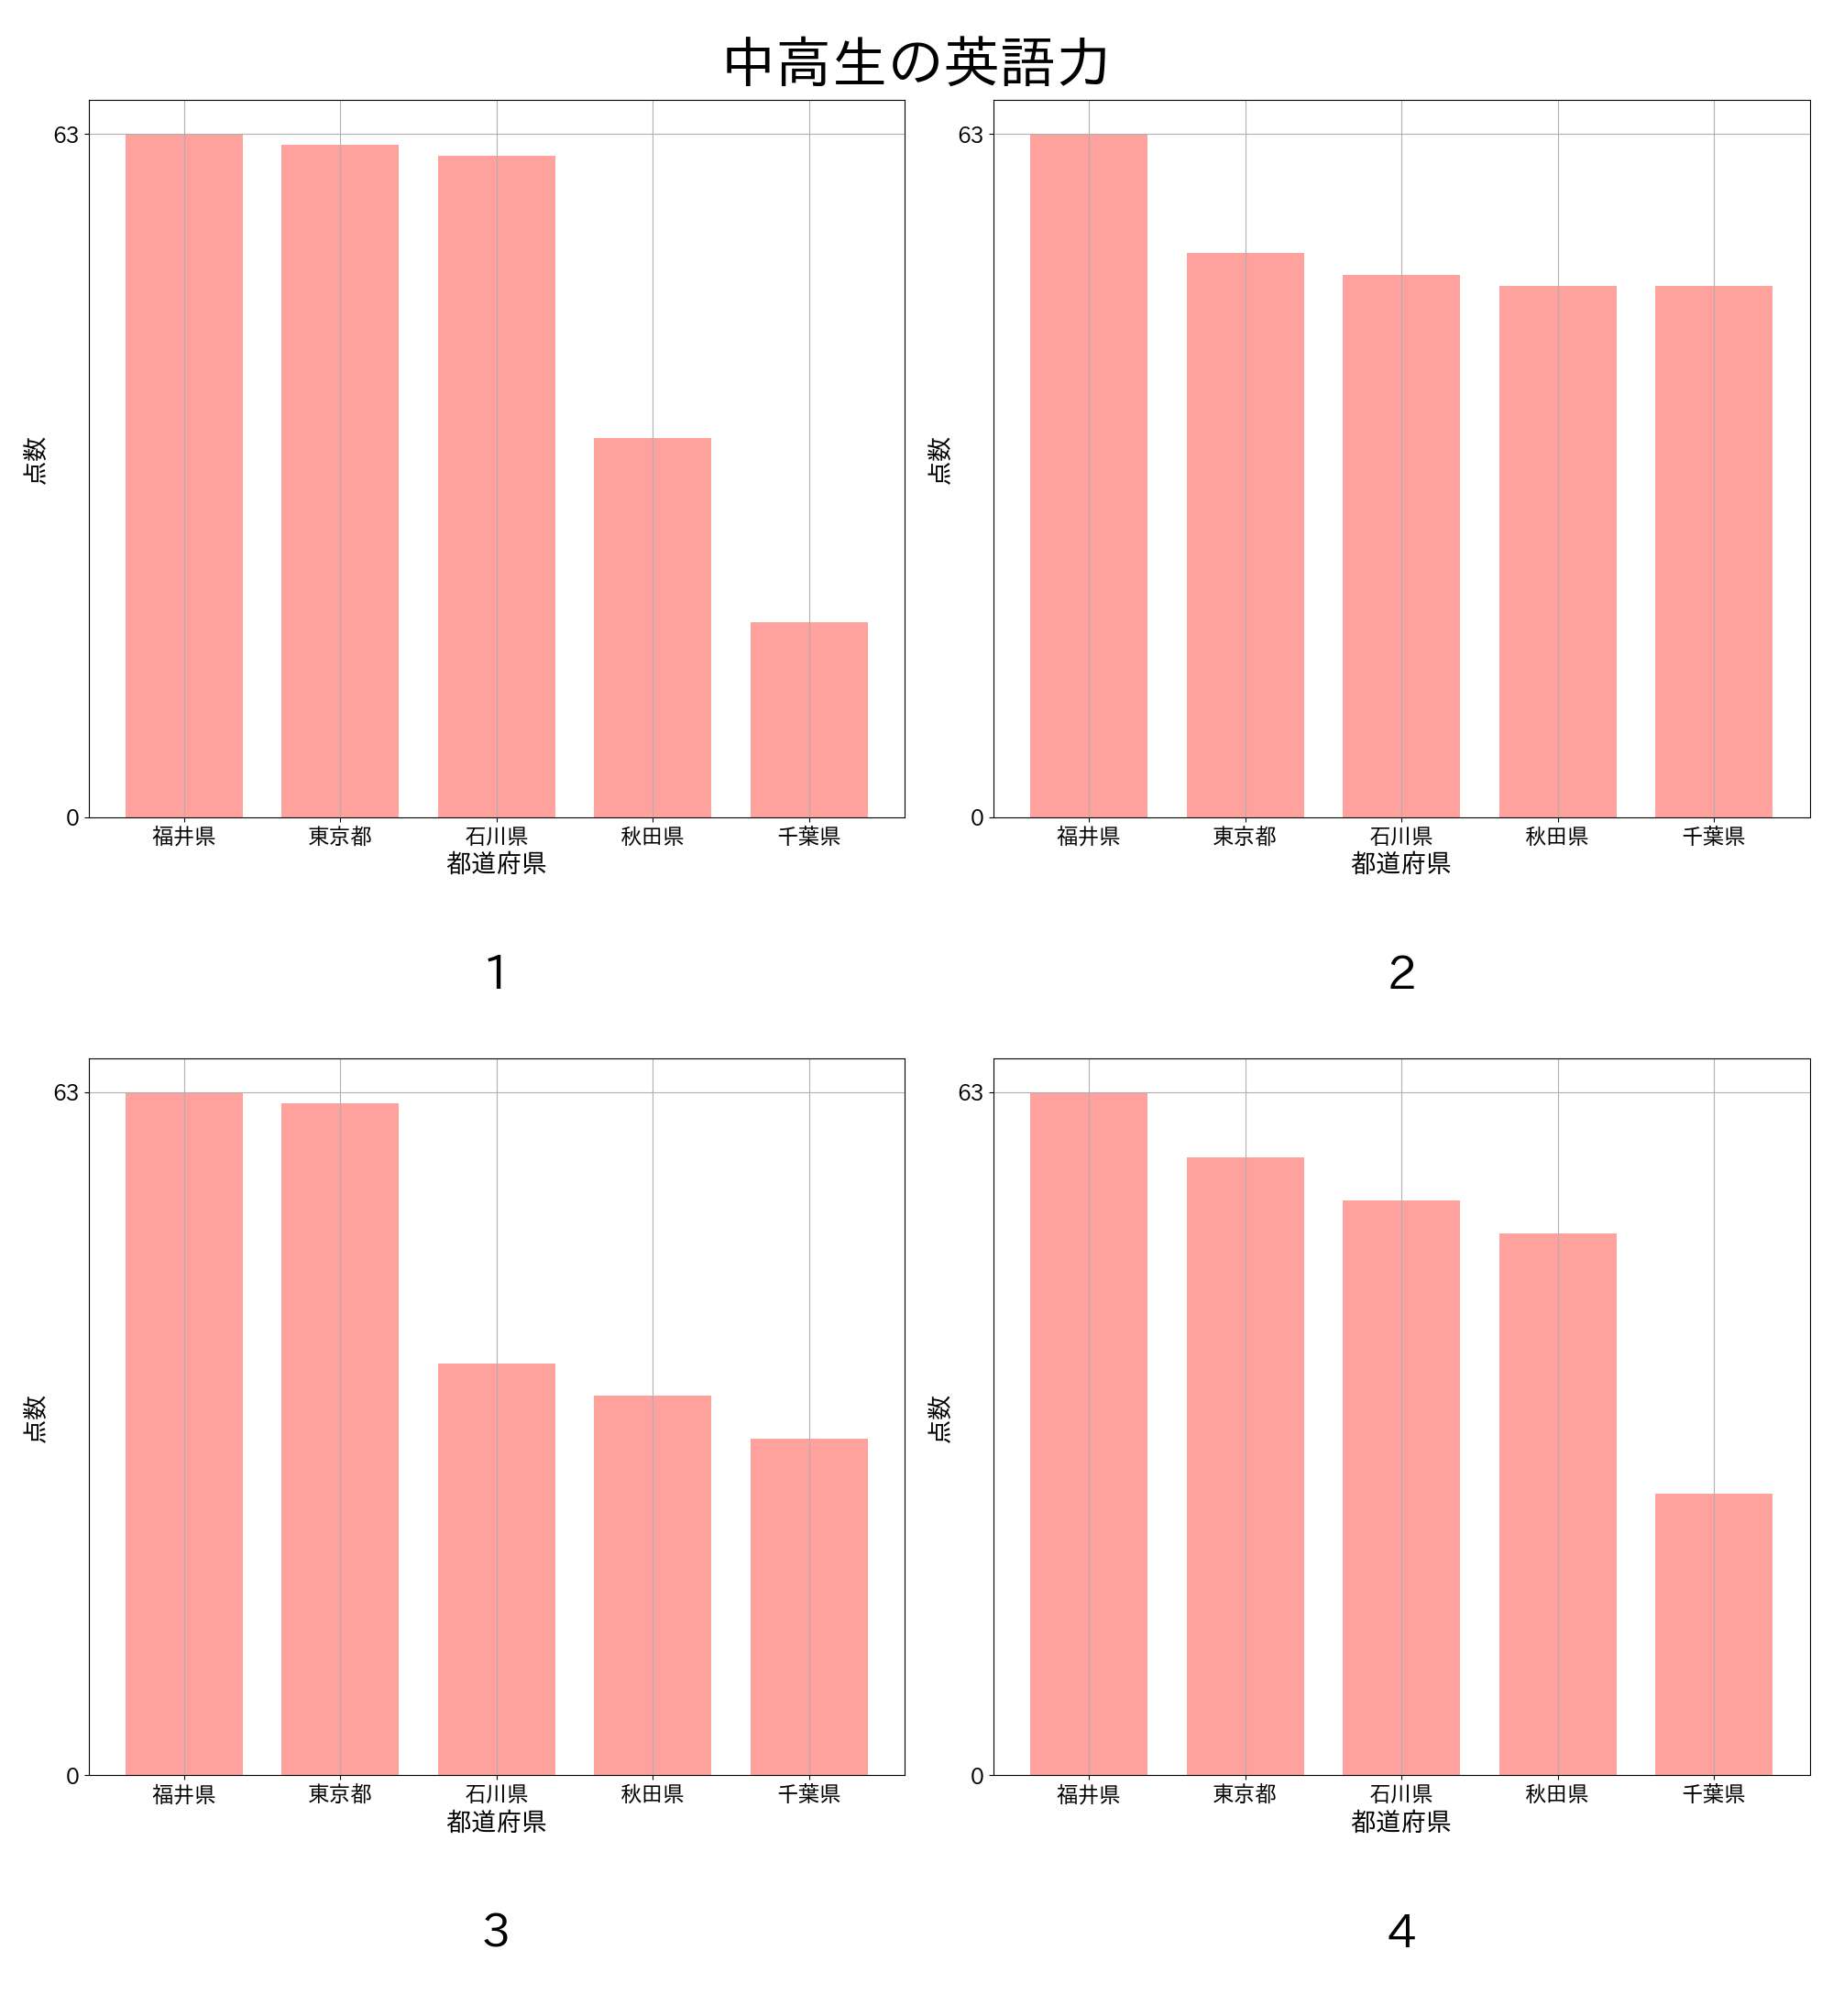 中高生の英語力
63
0
点数
福井県 東京都 石川県 秋田県 千葉県
都道府県
1
63
0
点数
福井県 東京都 石川県 秋田県 千葉県
都道府県
2
63
0
点数
福井県 東京都 石川県 秋田県 千葉県
都道府県
3
63
0
点数
福井県 東京都 石川県 秋田県 千葉県
都道府県
4